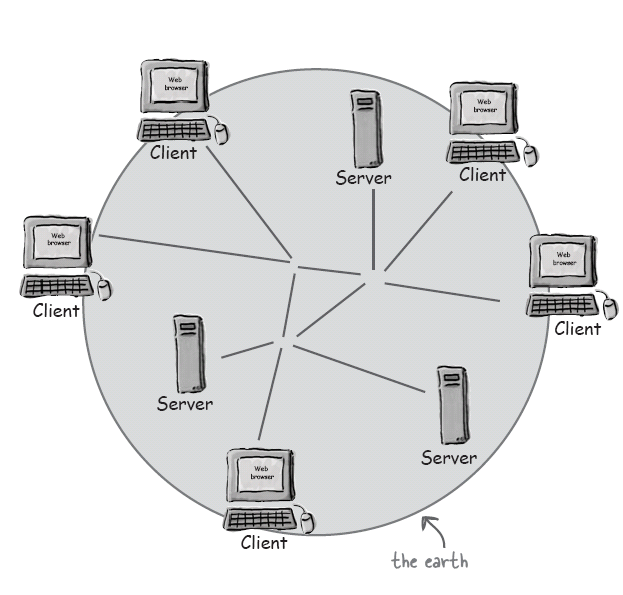 Web
browser
Client
Web
browser
Client
Server
Web
browser
Client
Web
browser
Client
Server
Server
Web
browser
Client
the earth